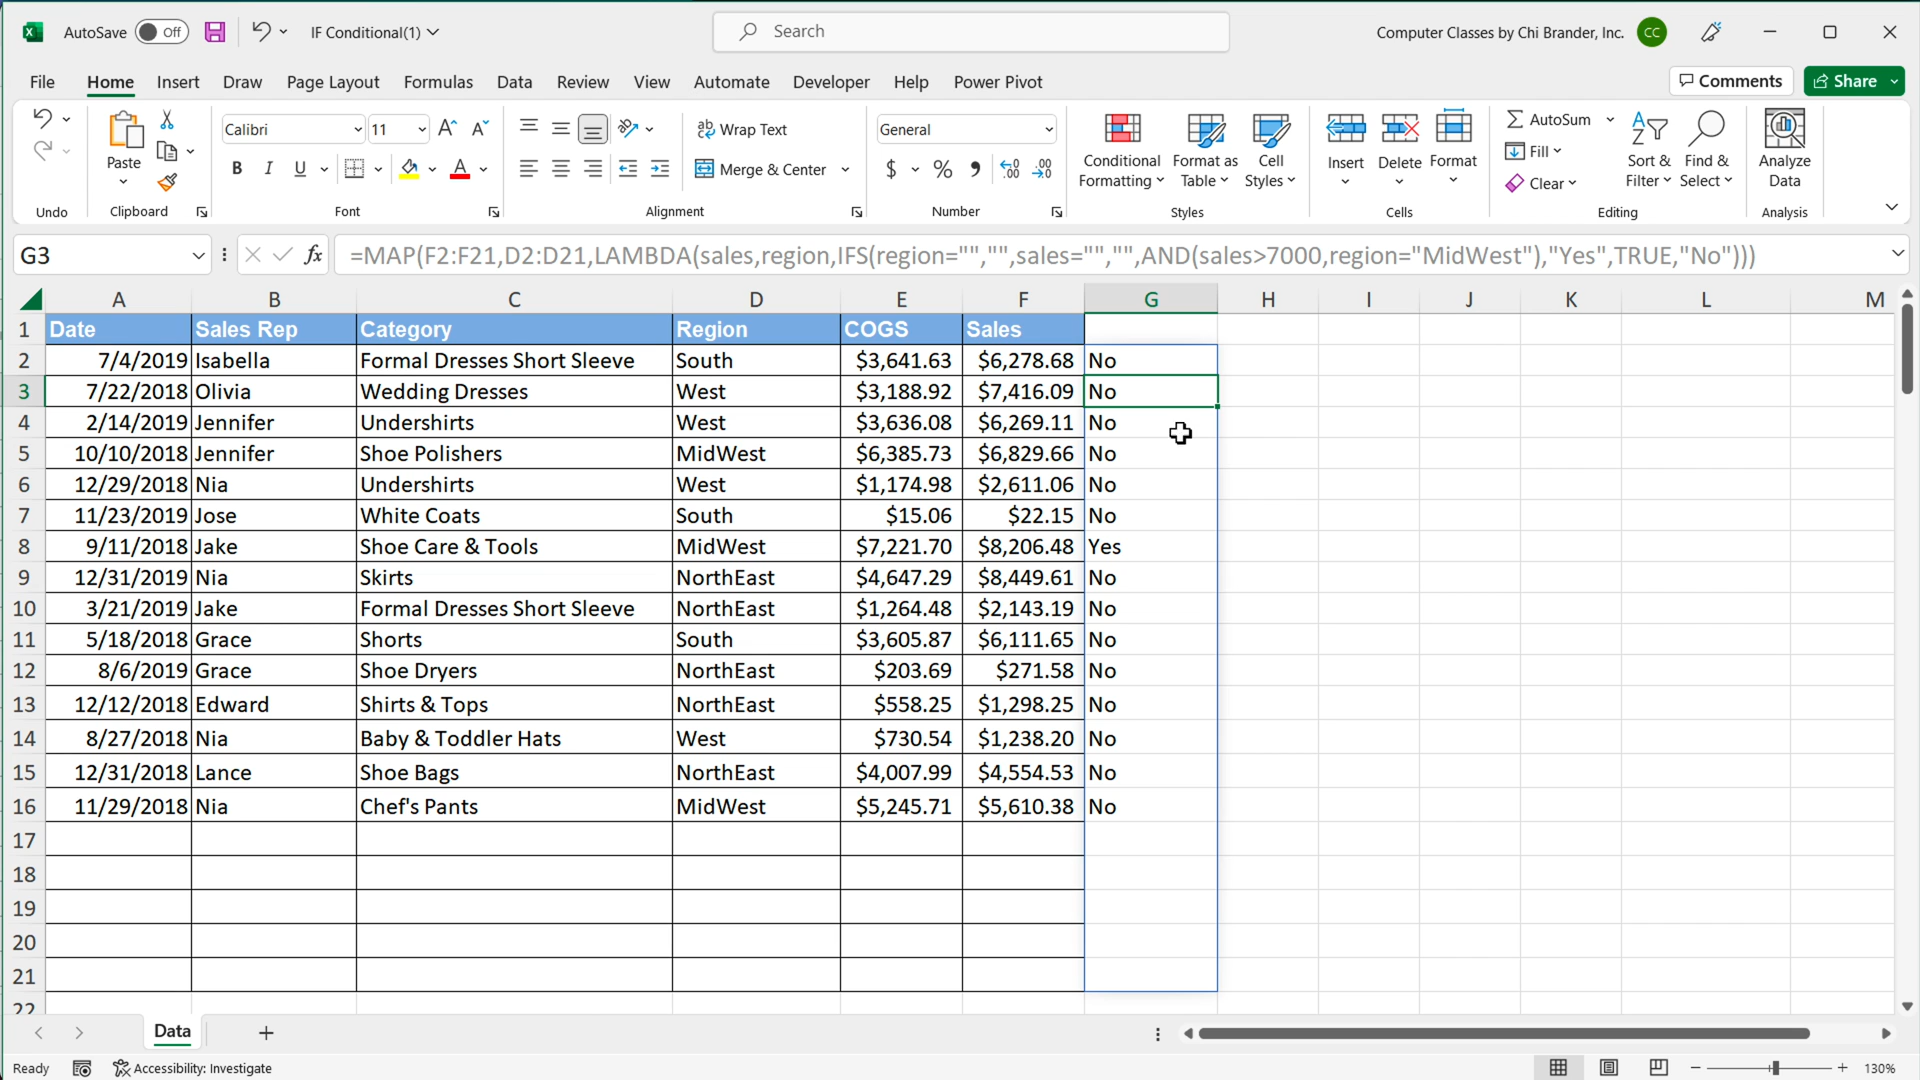 AutoSave Off IF Conditional(1) Search Computer Classes by Chi Brander, Inc. CC
File Home Insert Draw Page Layout Formulas Data Review View Automate Developer Help Power Pivot Comments Share
Paste Calibri 11 Wrap Text General Conditional Formatting Format as Table Cell Styles Insert Delete Format AutoSum Sort & Filter Find & Select Analyze Data
B I U A Merge & Center $ % Fill
Clear
Undo Clipboard Font Alignment Number Styles Cells Editing Analysis
G3 fx =MAP(F2:F21,D2:D21,LAMBDA(sales,region,IFS(region="","",sales="","",AND(sales>7000,region="MidWest"),"Yes",TRUE,"No")))
A B C D E F G H I J K L M
1 Date Sales Rep Category Region COGS Sales
2 7/4/2019 Isabella Formal Dresses Short Sleeve South $3,641.63 $6,278.68 No
3 7/22/2018 Olivia Wedding Dresses West $3,188.92 $7,416.09 No
4 2/14/2019 Jennifer Undershirts West $3,636.08 $6,269.11 No
5 10/10/2018 Jennifer Shoe Polishers MidWest $6,385.73 $6,829.66 No
6 12/29/2018 Nia Undershirts West $1,174.98 $2,611.06 No
7 11/23/2019 Jose White Coats South $15.06 $22.15 No
8 9/11/2018 Jake Shoe Care & Tools MidWest $7,221.70 $8,206.48 Yes
9 12/31/2019 Nia Skirts NorthEast $4,647.29 $8,449.61 No
10 3/21/2019 Jake Formal Dresses Short Sleeve NorthEast $1,264.48 $2,143.19 No
11 5/18/2018 Grace Shorts South $3,605.87 $6,111.65 No
12 8/6/2019 Grace Shoe Dryers NorthEast $203.69 $271.58 No
13 12/12/2018 Edward Shirts & Tops NorthEast $558.25 $1,298.25 No
14 8/27/2018 Nia Baby & Toddler Hats West $730.54 $1,238.20 No
15 12/31/2018 Lance Shoe Bags NorthEast $4,007.99 $4,554.53 No
16 11/29/2018 Nia Chef's Pants MidWest $5,245.71 $5,610.38 No
17
18
19
20
21
22
Data
Ready Accessibility: Investigate 130%